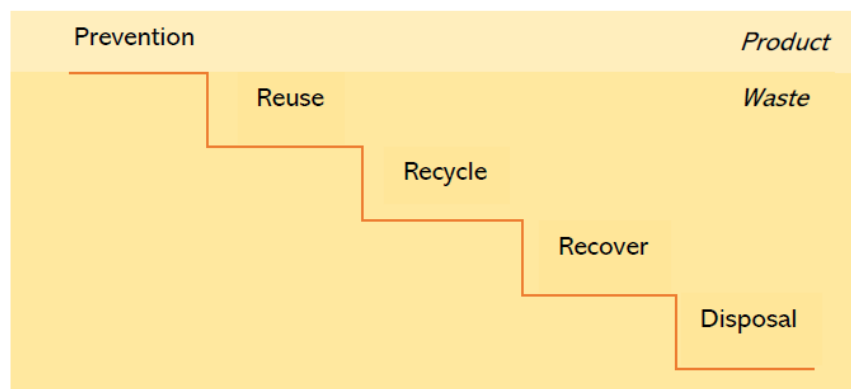 Prevention
Product
Reuse
Waste
Recycle
Recover
Disposal